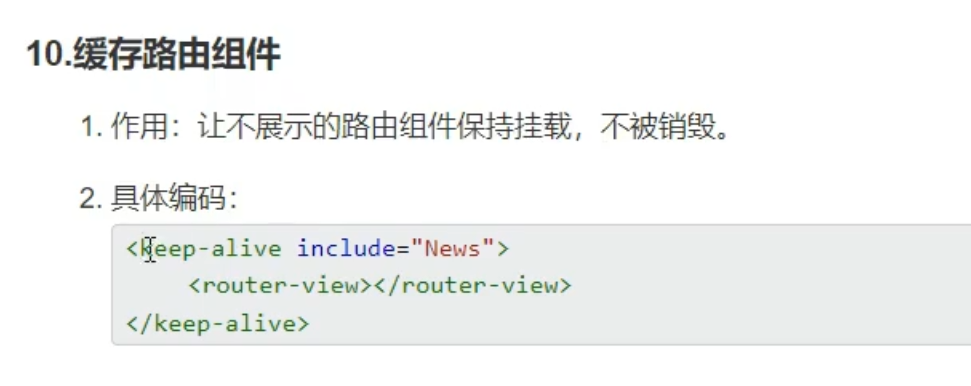 10.缓存路由组件
1. 作用：让不展示的路由组件保持挂载，不被销毁。
2. 具体编码：
<keep-alive include="News">
    <router-view></router-view>
</keep-alive>